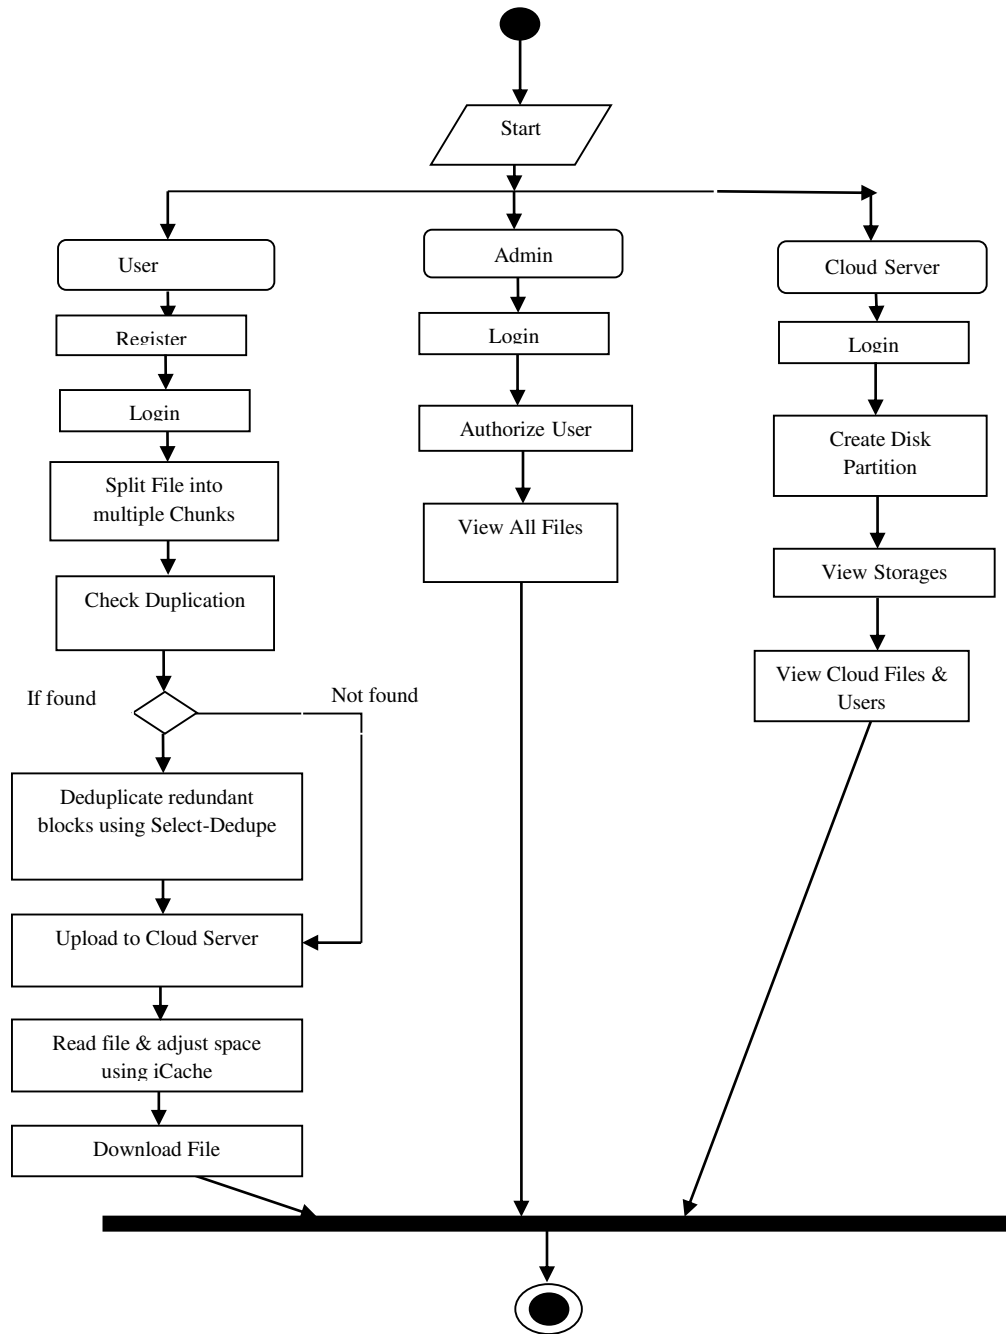 Start
User
Register
Login
Split File into
multiple Chunks
Check Duplication
If found
Not found
Deduplicate redundant
blocks using Select-Dedupe
Upload to Cloud Server
Read file & adjust space
using iCache
Download File
Admin
Login
Authorize User
View All Files
Cloud Server
Login
Create Disk
Partition
View Storages
View Cloud Files &
Users